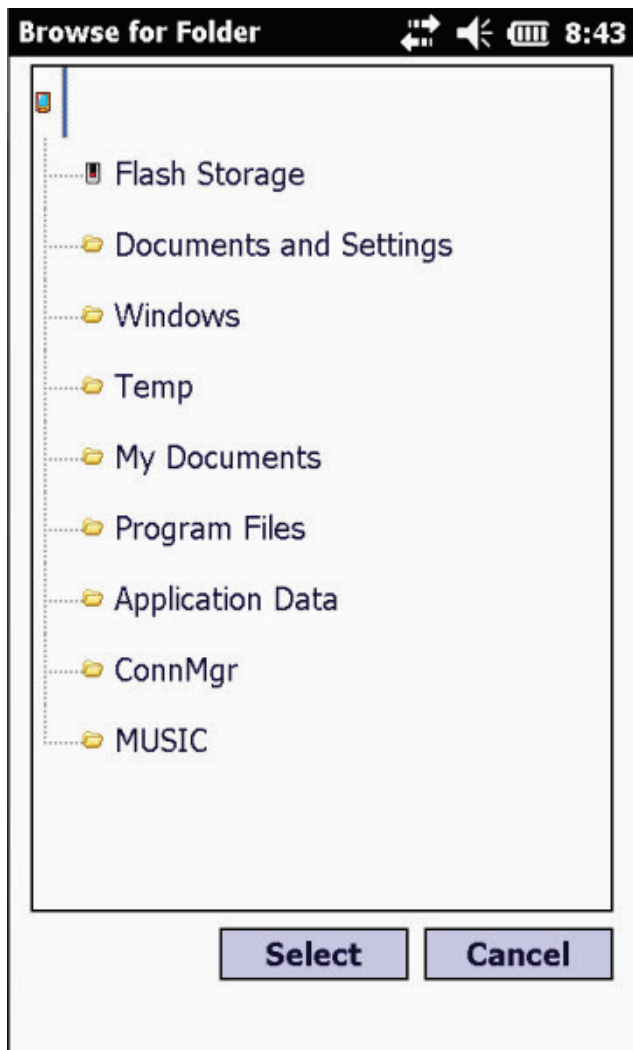 Browse for Folder 8:43
Flash Storage
Documents and Settings
Windows
Temp
My Documents
Program Files
Application Data
ConnMgr
MUSIC
Select Cancel